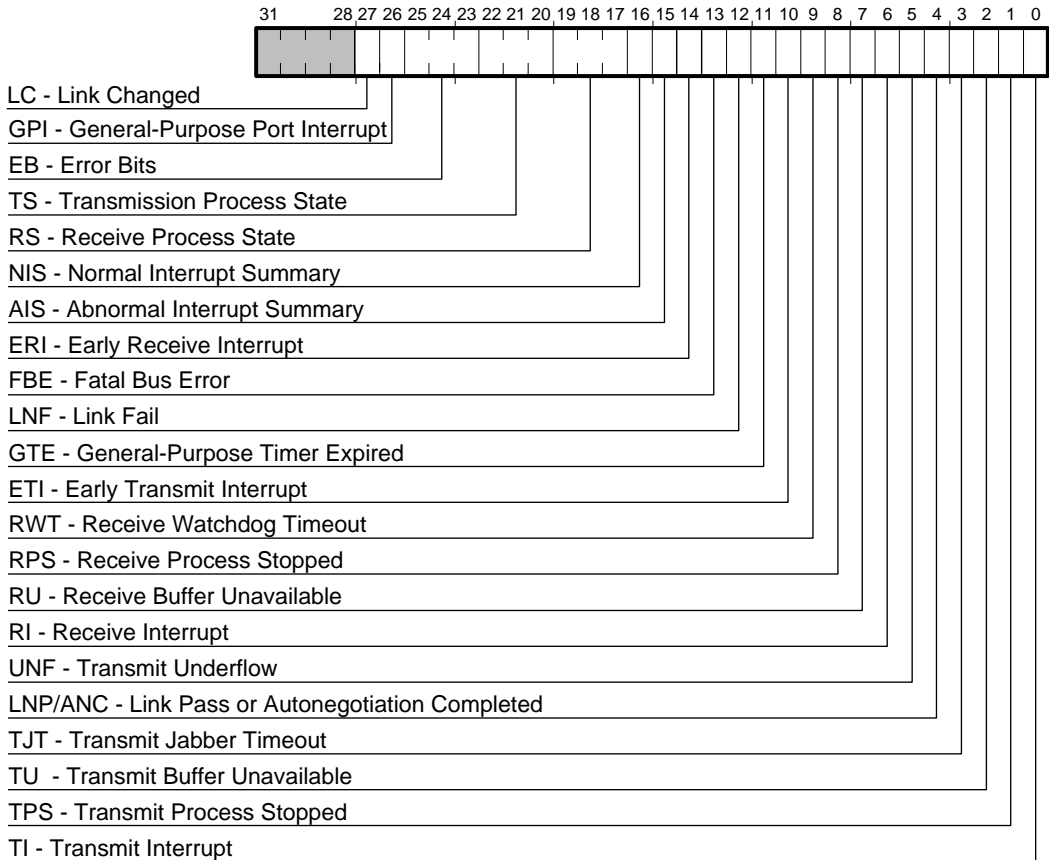 31 28 27 26 25 24 23 22 21 20 19 18 17 16 15 14 13 12 11 10 9 8 7 6 5 4 3 2 1 0
LC - Link Changed
GPI - General-Purpose Port Interrupt
EB - Error Bits
TS - Transmission Process State
RS - Receive Process State
NIS - Normal Interrupt Summary
AIS - Abnormal Interrupt Summary
ERI - Early Receive Interrupt
FBE - Fatal Bus Error
LNF - Link Fail
GTE - General-Purpose Timer Expired
ETI - Early Transmit Interrupt
RWT - Receive Watchdog Timeout
RPS - Receive Process Stopped
RU - Receive Buffer Unavailable
RI - Receive Interrupt
UNF - Transmit Underflow
LNP/ANC - Link Pass or Autonegotiation Completed
TJT - Transmit Jabber Timeout
TU - Transmit Buffer Unavailable
TPS - Transmit Process Stopped
TI - Transmit Interrupt